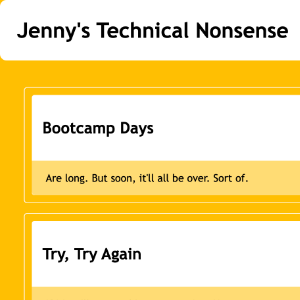 Jenny's Technical Nonsense
Bootcamp Days
Are long. But soon, it'll all be over. Sort of.
Try, Try Again